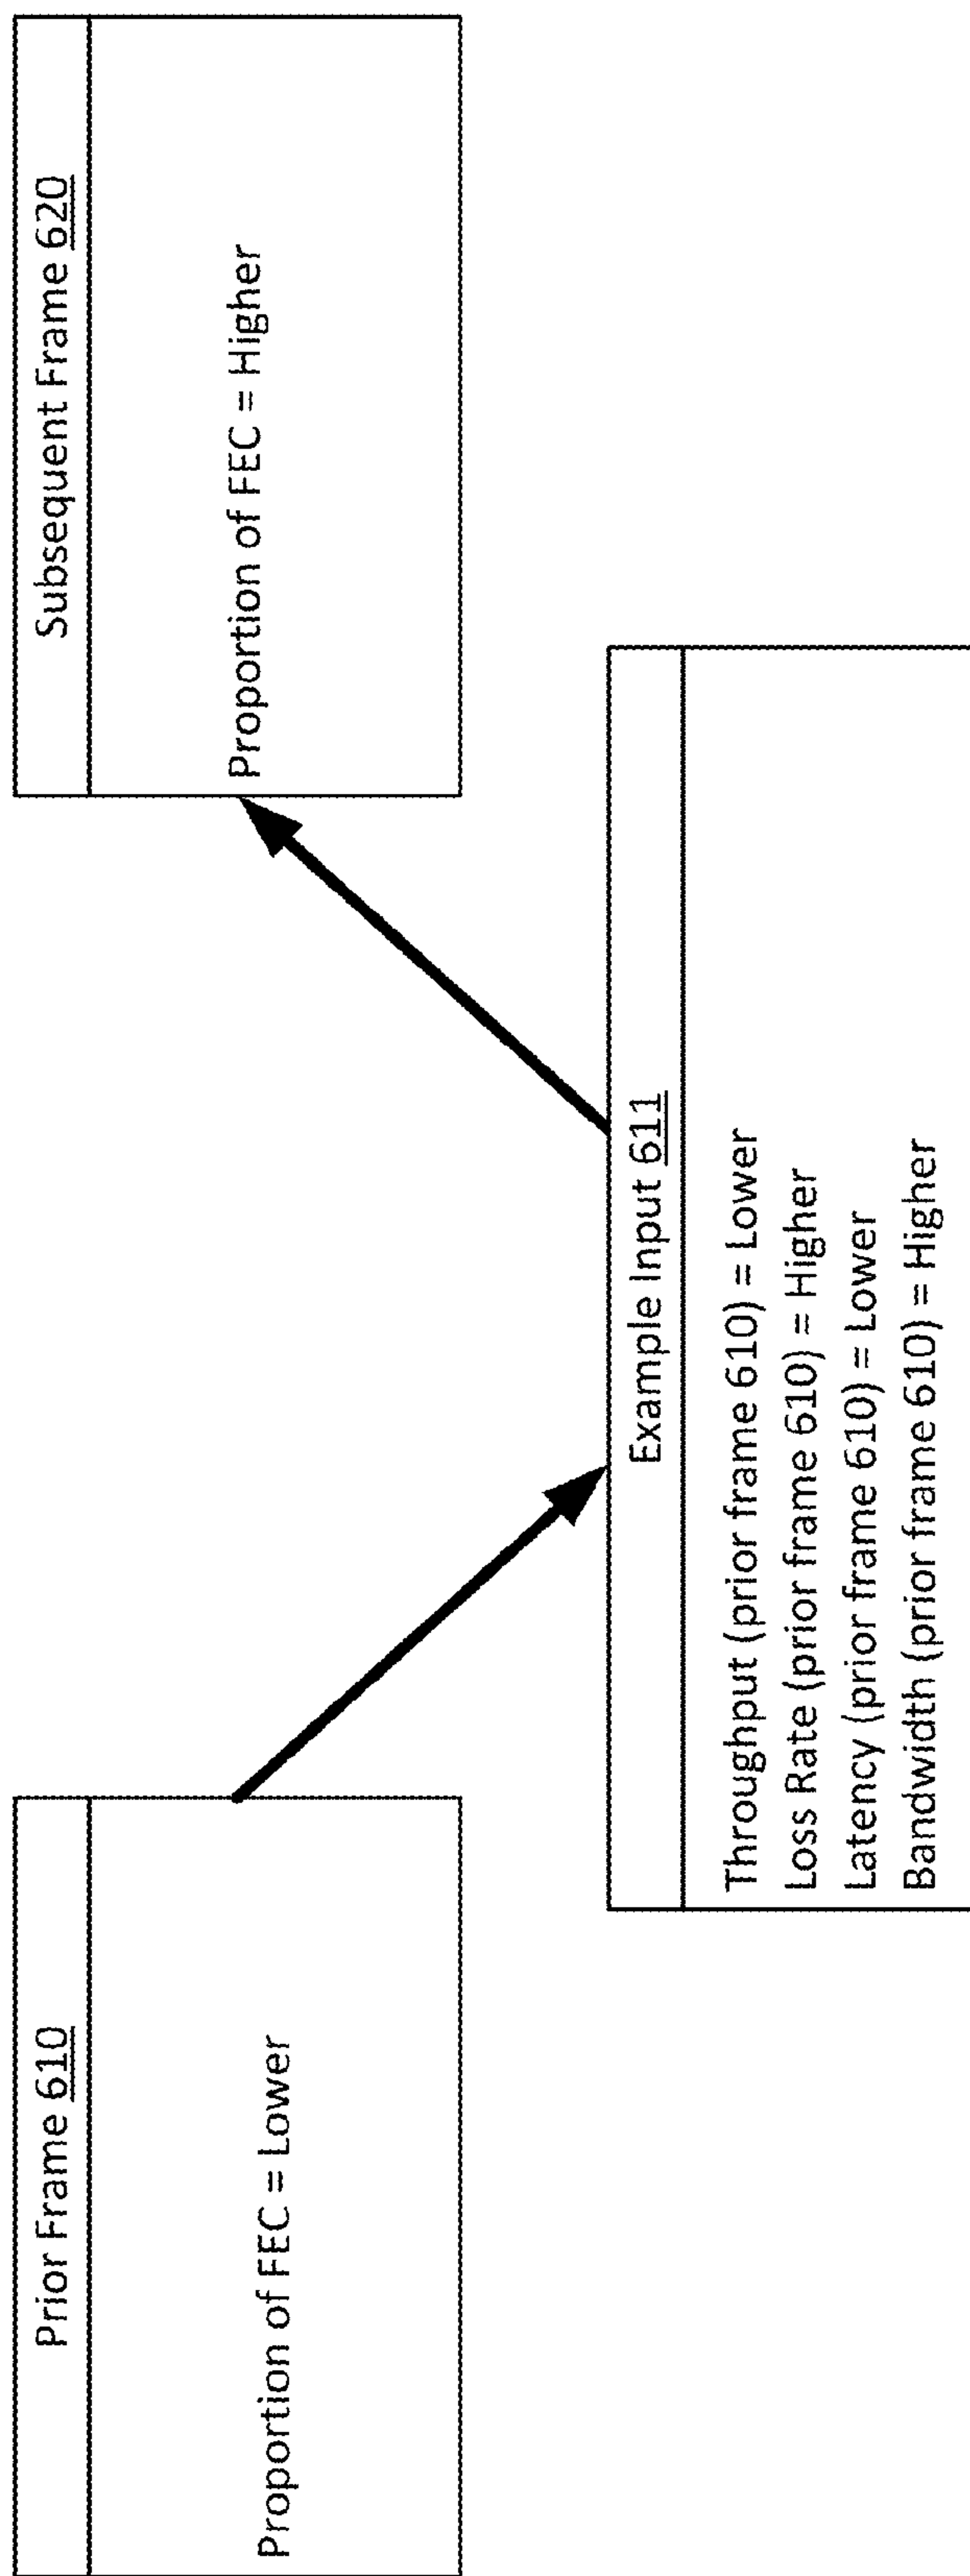 Prior Frame 610
Proportion of FEC = Lower
Subsequent Frame 620
Proportion of FEC = Higher
Example Input 611
Throughput (prior frame 610) = Lower
Loss Rate (prior frame 610) = Higher
Latency (prior frame 610) = Lower
Bandwidth (prior frame 610) = Higher